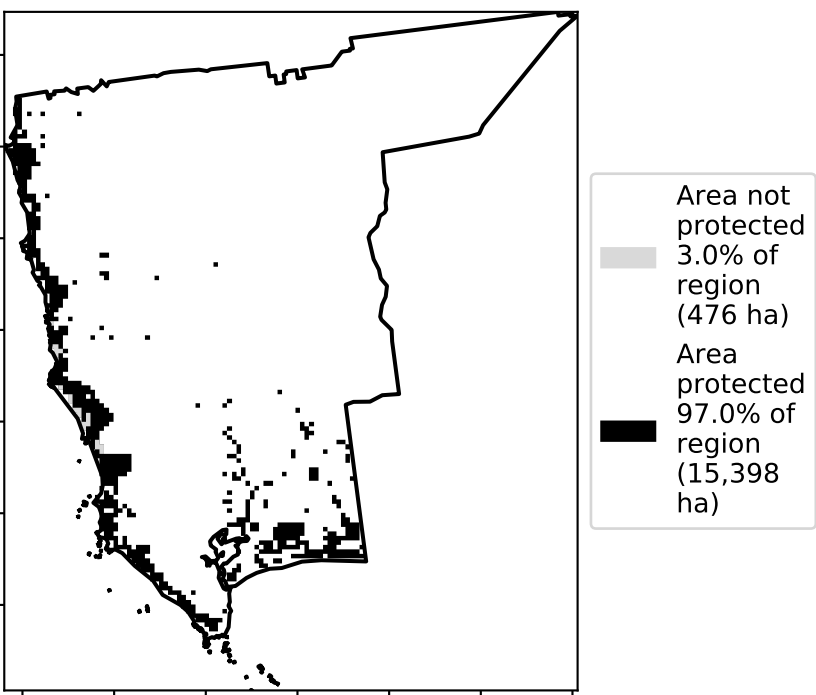 Area not
protected
3.0% of
region
(476 ha)
Area
protected
97.0% of
region
(15,398
ha)